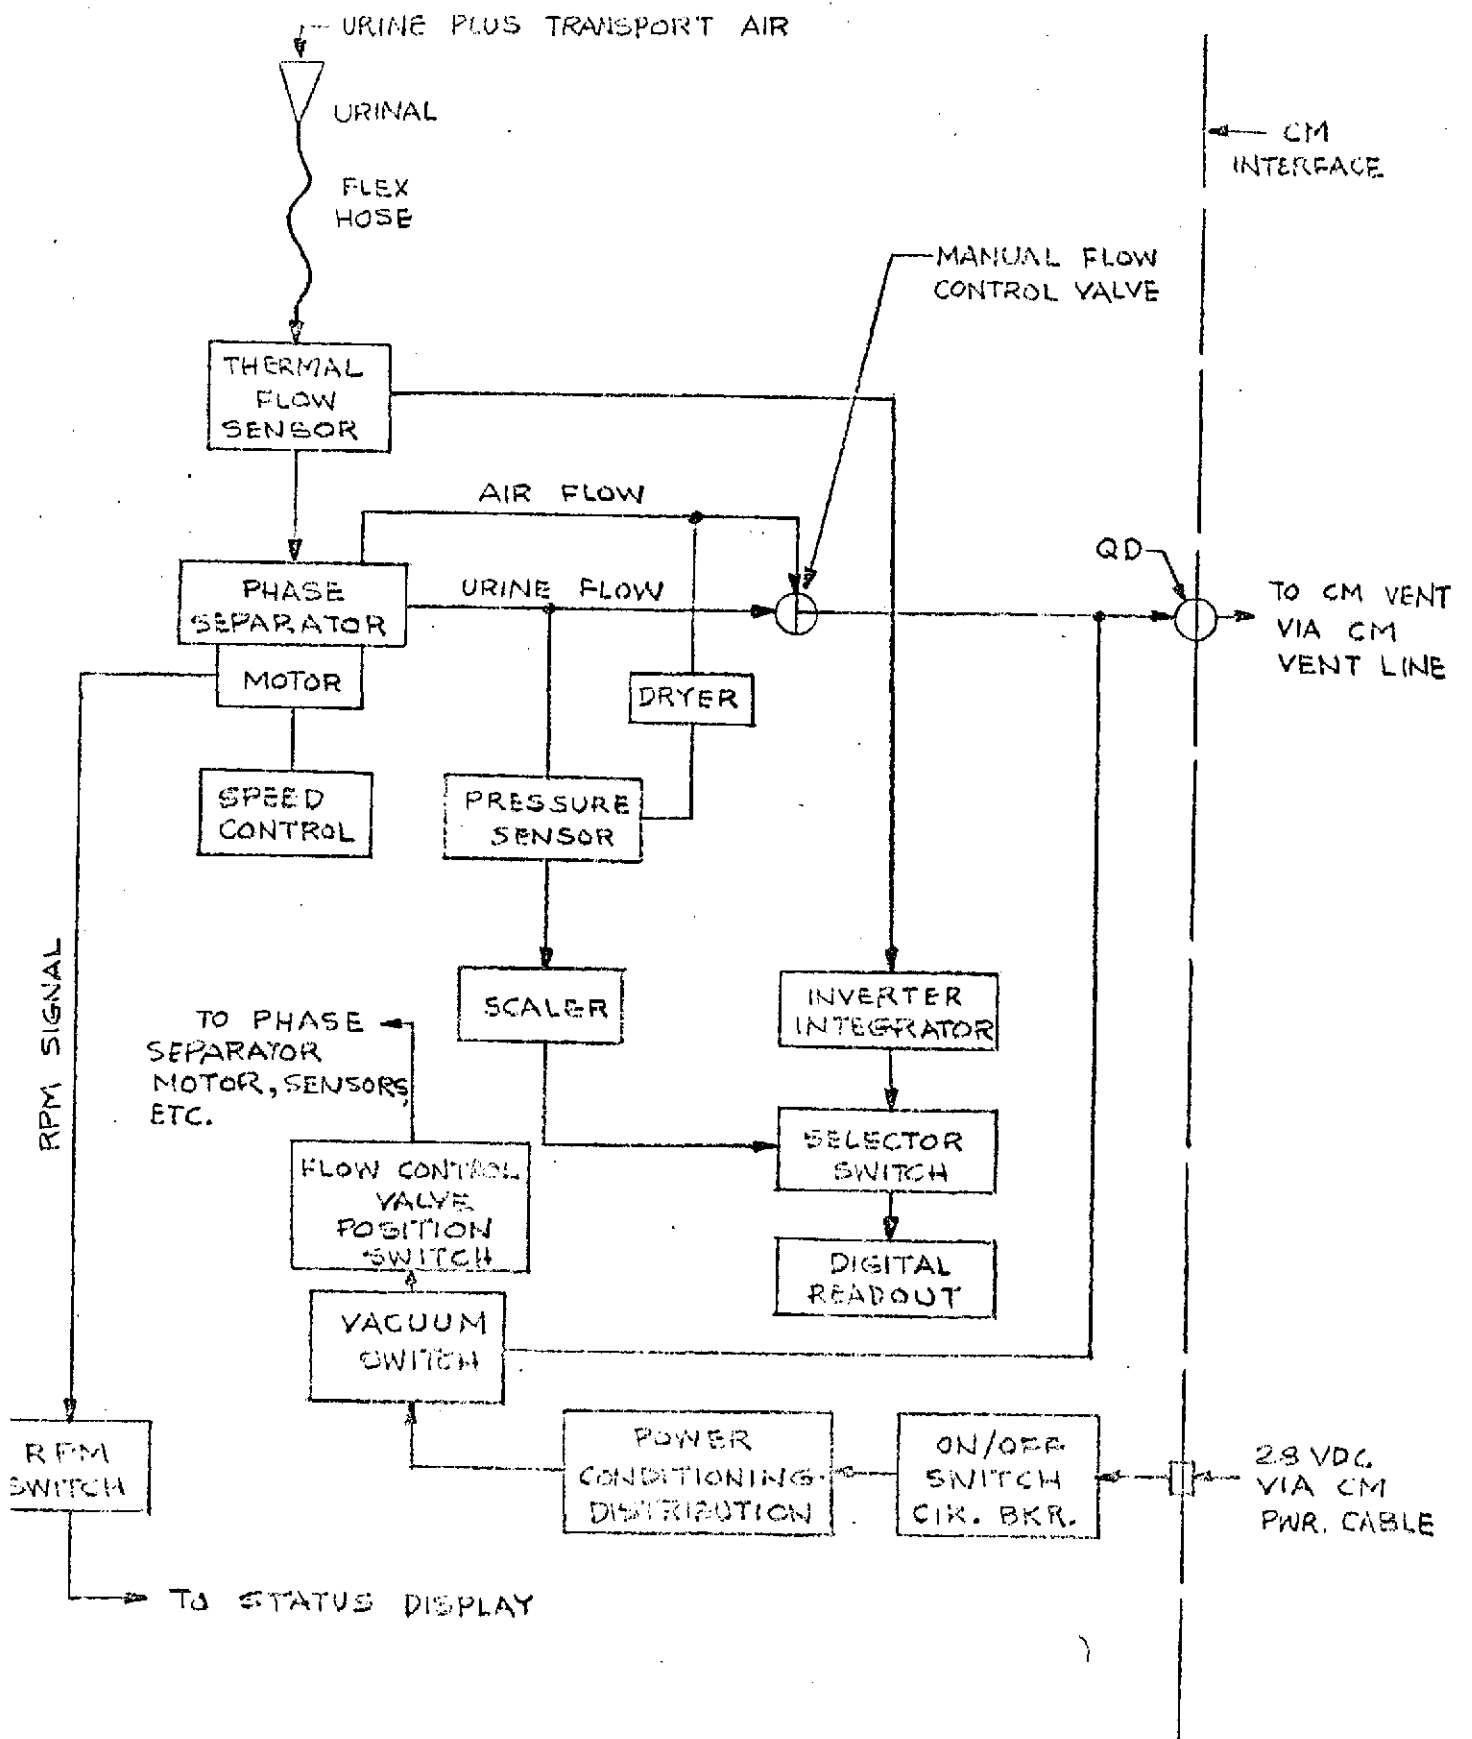 URINE PLUS TRANSPORT AIR
URINAL
CM
INTERFACE
FLEX
HOSE
MANUAL FLOW
CONTROL VALVE
THERMAL
FLOW
SENSOR
AIR FLOW
QD
PHASE
SEPARATOR
URINE FLOW
TO CM VENT
VIA CM
VENT LINE
MOTOR
DRYER
SPEED
CONTROL
PRESSURE
SENSOR
RPM SIGNAL
SCALER
INVERTER
INTEGRATOR
TO PHASE
SEPARATOR
MOTOR, SENSORS,
ETC.
SELECTOR
SWITCH
FLOW CONTROL
VALVE
POSITION
SWITCH
DIGITAL
READOUT
VACUUM
SWITCH
RPM
SWITCH
POWER
CONDITIONING
DISTRIBUTION
ON/OFF
SWITCH
CIR. BKR.
28 VDC
VIA CM
PWR. CABLE
TO STATUS DISPLAY